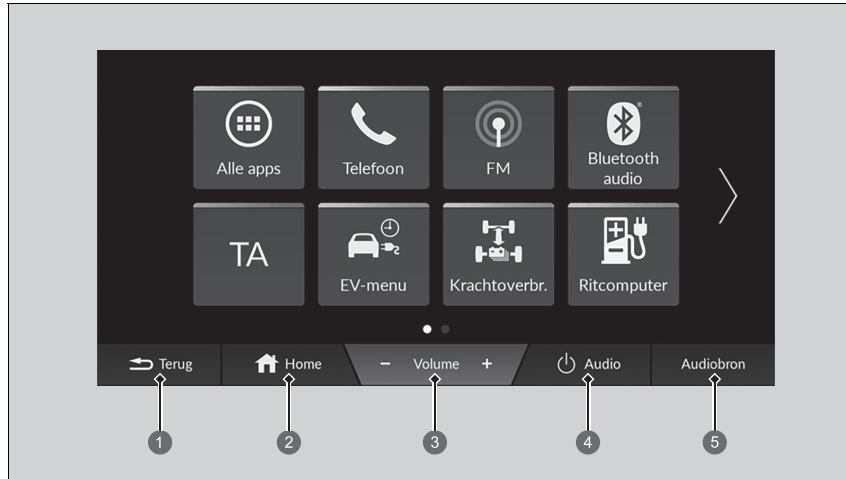 Alle apps
Telefoon
FM
Bluetooth
audio
TA
EV-menu
Krachtoverbr.
Ritcomputer
Terug
Home
– Volume +
Audio
Audiobron
1
2
3
4
5